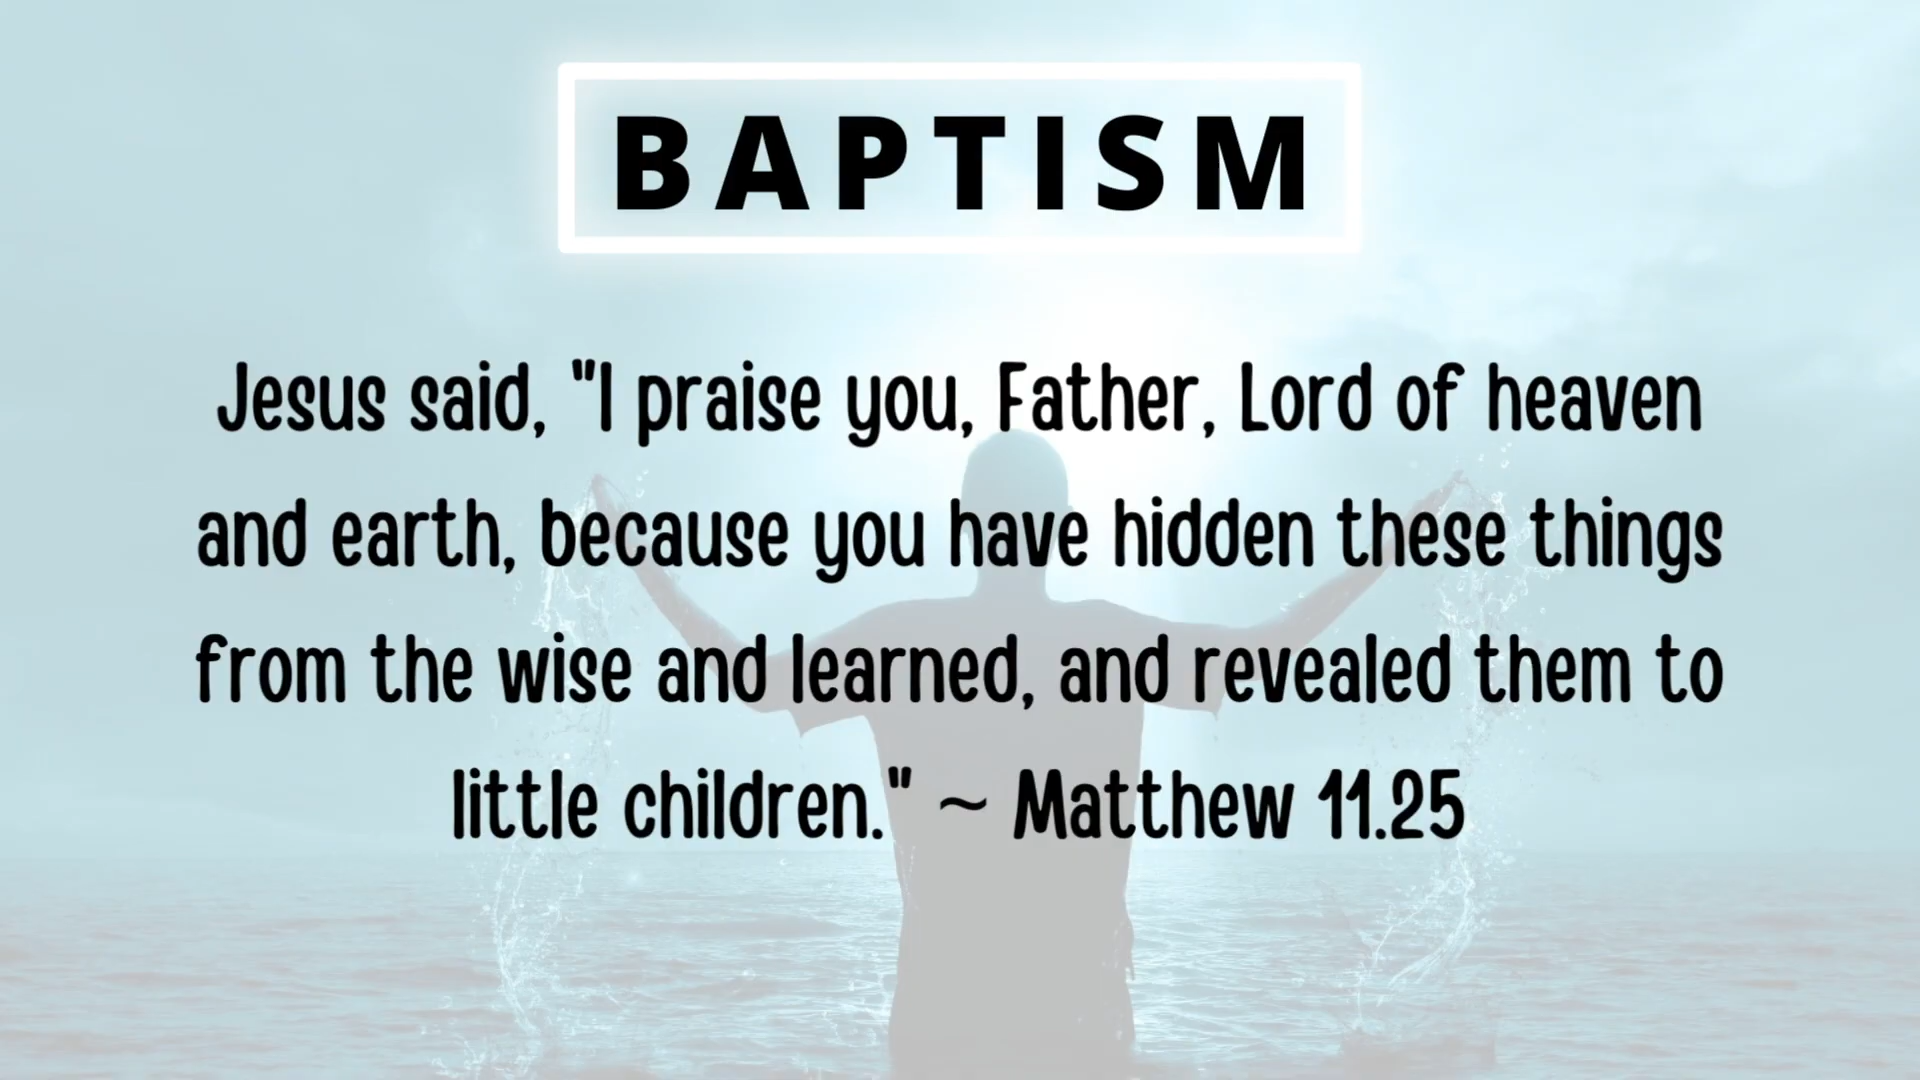 BAPTISM
Jesus said, "I praise you, Father, Lord of heaven
and earth, because you have hidden these things
from the wise and learned, and revealed them to
little children." ~ Matthew 11.25